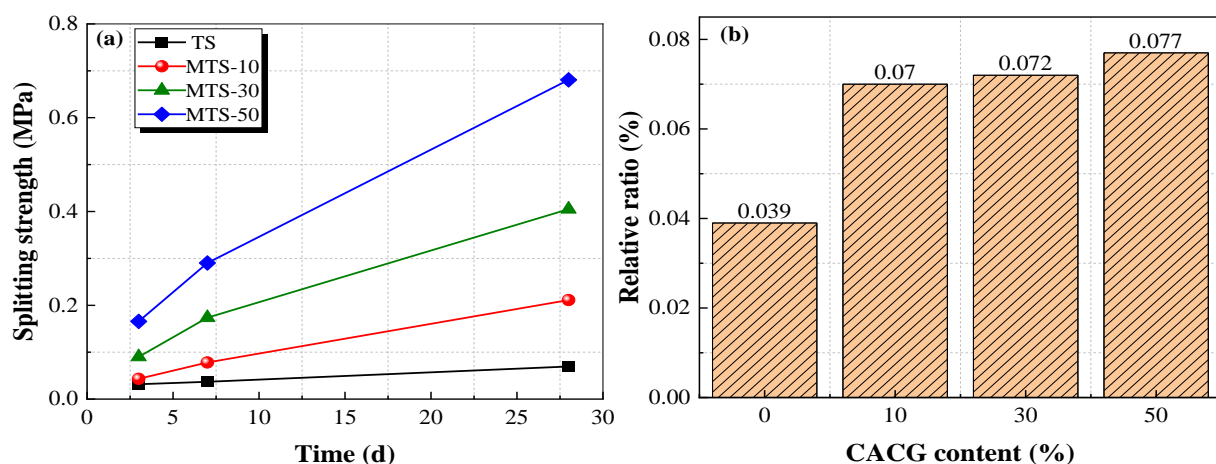 (a)
TS
MTS-10
MTS-30
MTS-50
Splitting strength (MPa)
0.8
0.6
0.4
0.2
0.0
0 5 10 15 20 25 30
Time (d)
(b)
Relative ratio (%)
0.08
0.06
0.04
0.02
0.00
0.039
0.07
0.072
0.077
0 10 30 50
CACG content (%)